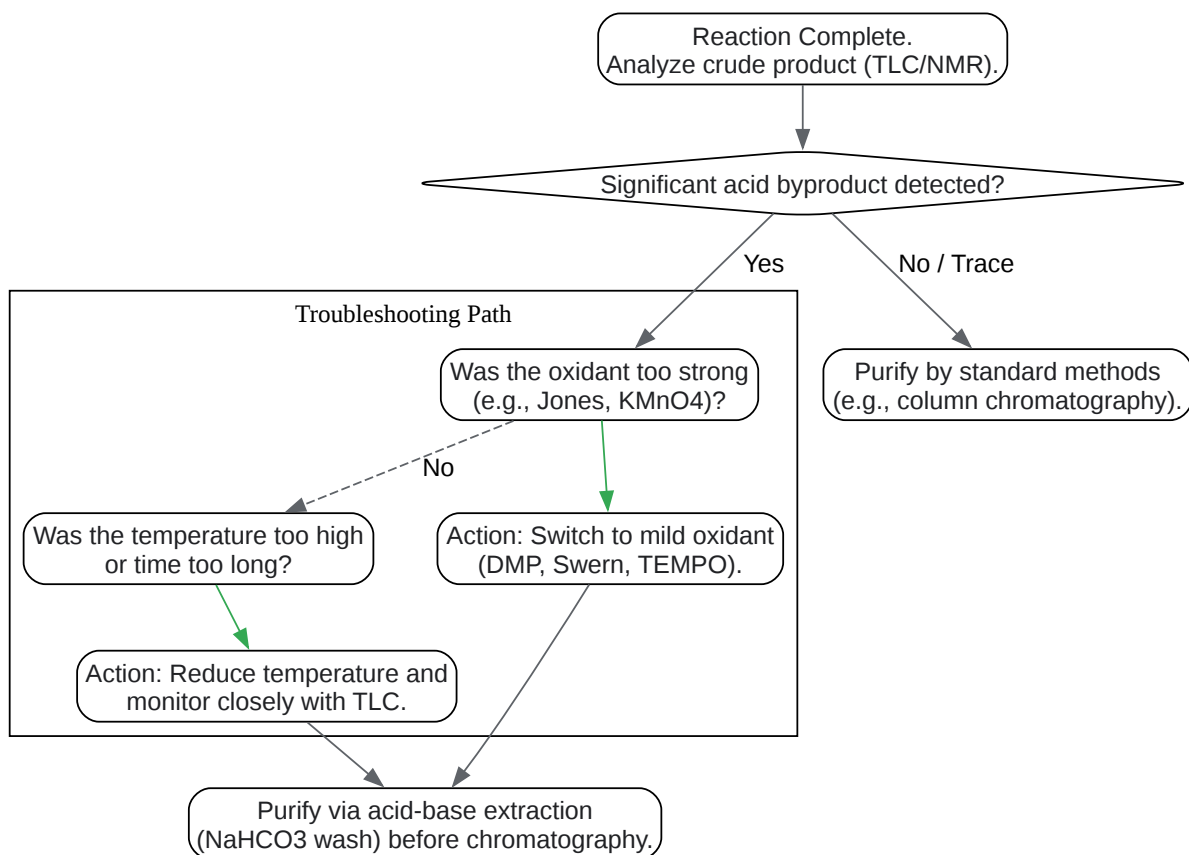 Reaction Complete.
Analyze crude product (TLC/NMR).
Significant acid byproduct detected?
Yes
No / Trace
Troubleshooting Path
Was the oxidant too strong
(e.g., Jones, KMnO4)?
Purify by standard methods
(e.g., column chromatography).
No
Was the temperature too high
or time too long?
Action: Switch to mild oxidant
(DMP, Swern, TEMPO).
Action: Reduce temperature and
monitor closely with TLC.
Purify via acid-base extraction
(NaHCO3 wash) before chromatography.